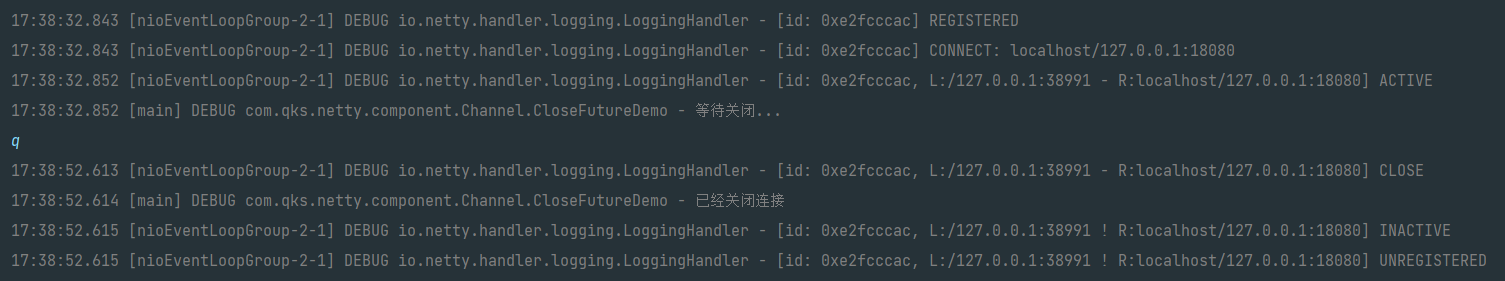 17:38:32.843 [nioEventLoopGroup-2-1] DEBUG io.netty.handler.logging.LoggingHandler - [id: 0xe2fcccac] REGISTERED
17:38:32.843 [nioEventLoopGroup-2-1] DEBUG io.netty.handler.logging.LoggingHandler - [id: 0xe2fcccac] CONNECT: localhost/127.0.0.1:18080
17:38:32.852 [nioEventLoopGroup-2-1] DEBUG io.netty.handler.logging.LoggingHandler - [id: 0xe2fcccac, L:/127.0.0.1:38991 - R:localhost/127.0.0.1:18080] ACTIVE
17:38:32.852 [main] DEBUG com.qks.netty.component.Channel.CloseFutureDemo - 等待关闭...
q
17:38:52.613 [nioEventLoopGroup-2-1] DEBUG io.netty.handler.logging.LoggingHandler - [id: 0xe2fcccac, L:/127.0.0.1:38991 - R:localhost/127.0.0.1:18080] CLOSE
17:38:52.614 [main] DEBUG com.qks.netty.component.Channel.CloseFutureDemo - 已经关闭连接
17:38:52.615 [nioEventLoopGroup-2-1] DEBUG io.netty.handler.logging.LoggingHandler - [id: 0xe2fcccac, L:/127.0.0.1:38991 ! R:localhost/127.0.0.1:18080] INACTIVE
17:38:52.615 [nioEventLoopGroup-2-1] DEBUG io.netty.handler.logging.LoggingHandler - [id: 0xe2fcccac, L:/127.0.0.1:38991 ! R:localhost/127.0.0.1:18080] UNREGISTERED